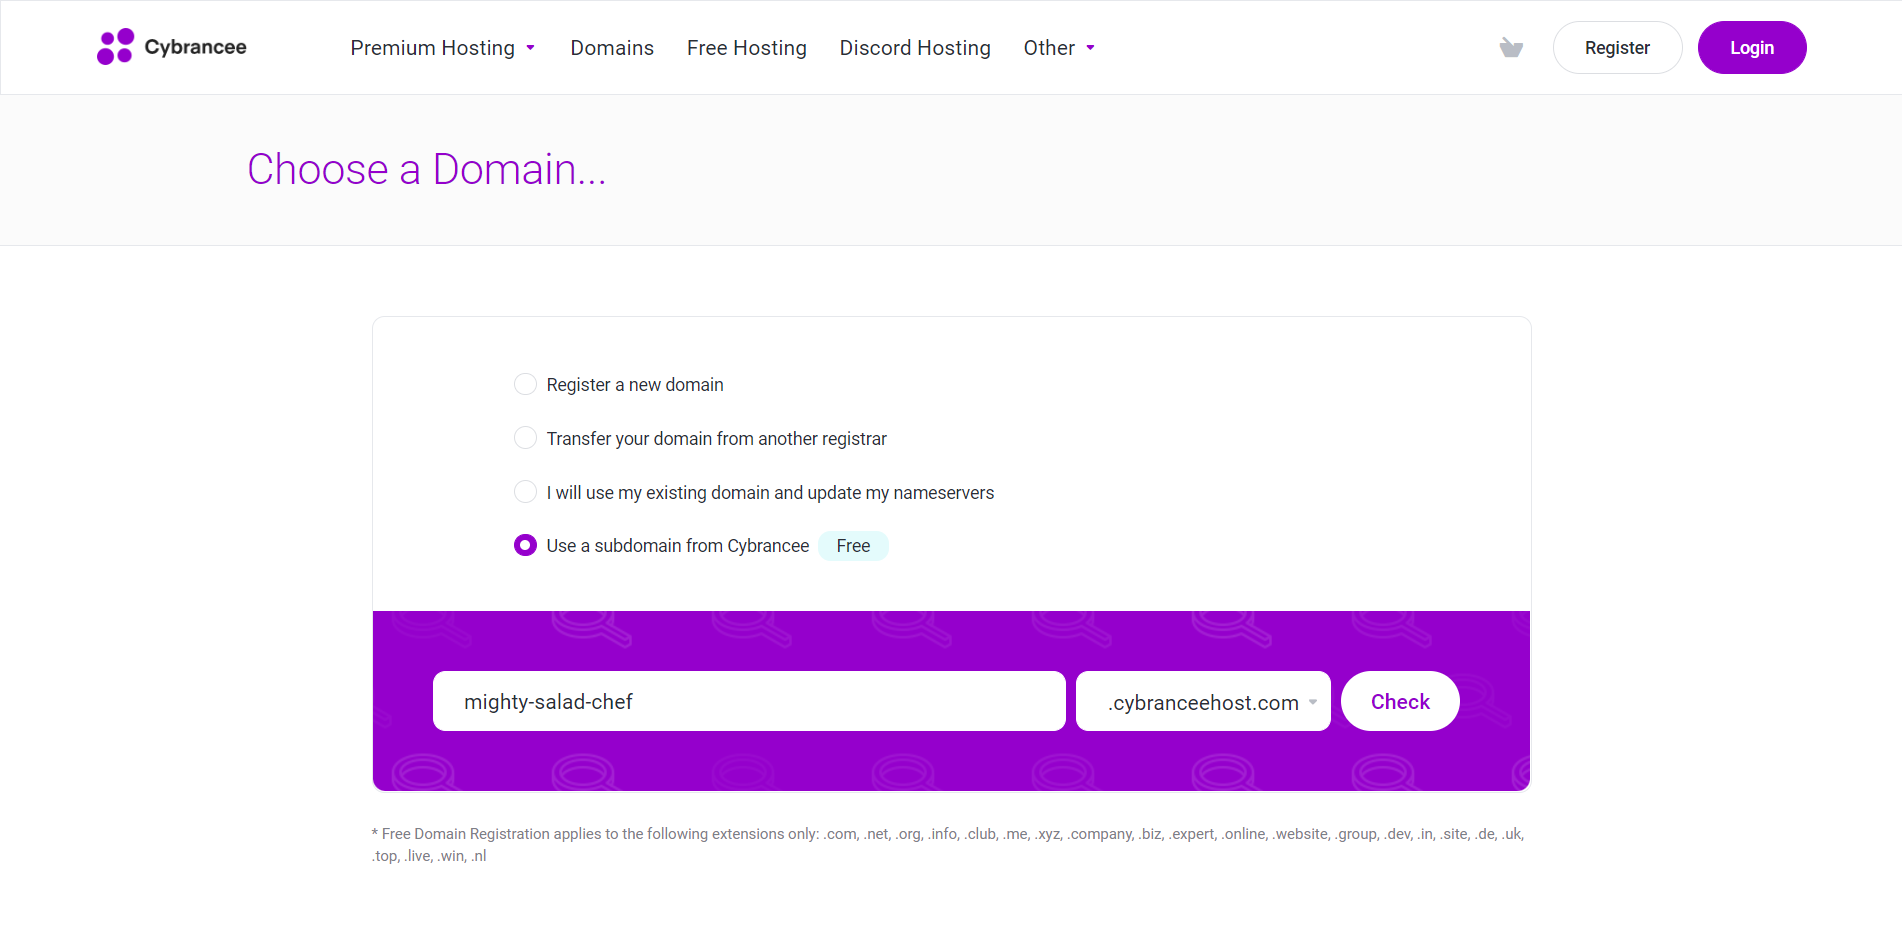 Cybrancee
Premium Hosting
Domains
Free Hosting
Discord Hosting
Other
Register
Login
Choose a Domain...
Register a new domain
Transfer your domain from another registrar
I will use my existing domain and update my nameservers
Use a subdomain from Cybrancee
Free
mighty-salad-chef
.cybranceehost.com
Check
* Free Domain Registration applies to the following extensions only: .com, .net, .org, .info, .club, .me, .xyz, .company, .biz, .expert, .online, .website, .group, .dev, .in, .site, .de, .uk,
.top, .live, .win, .nl